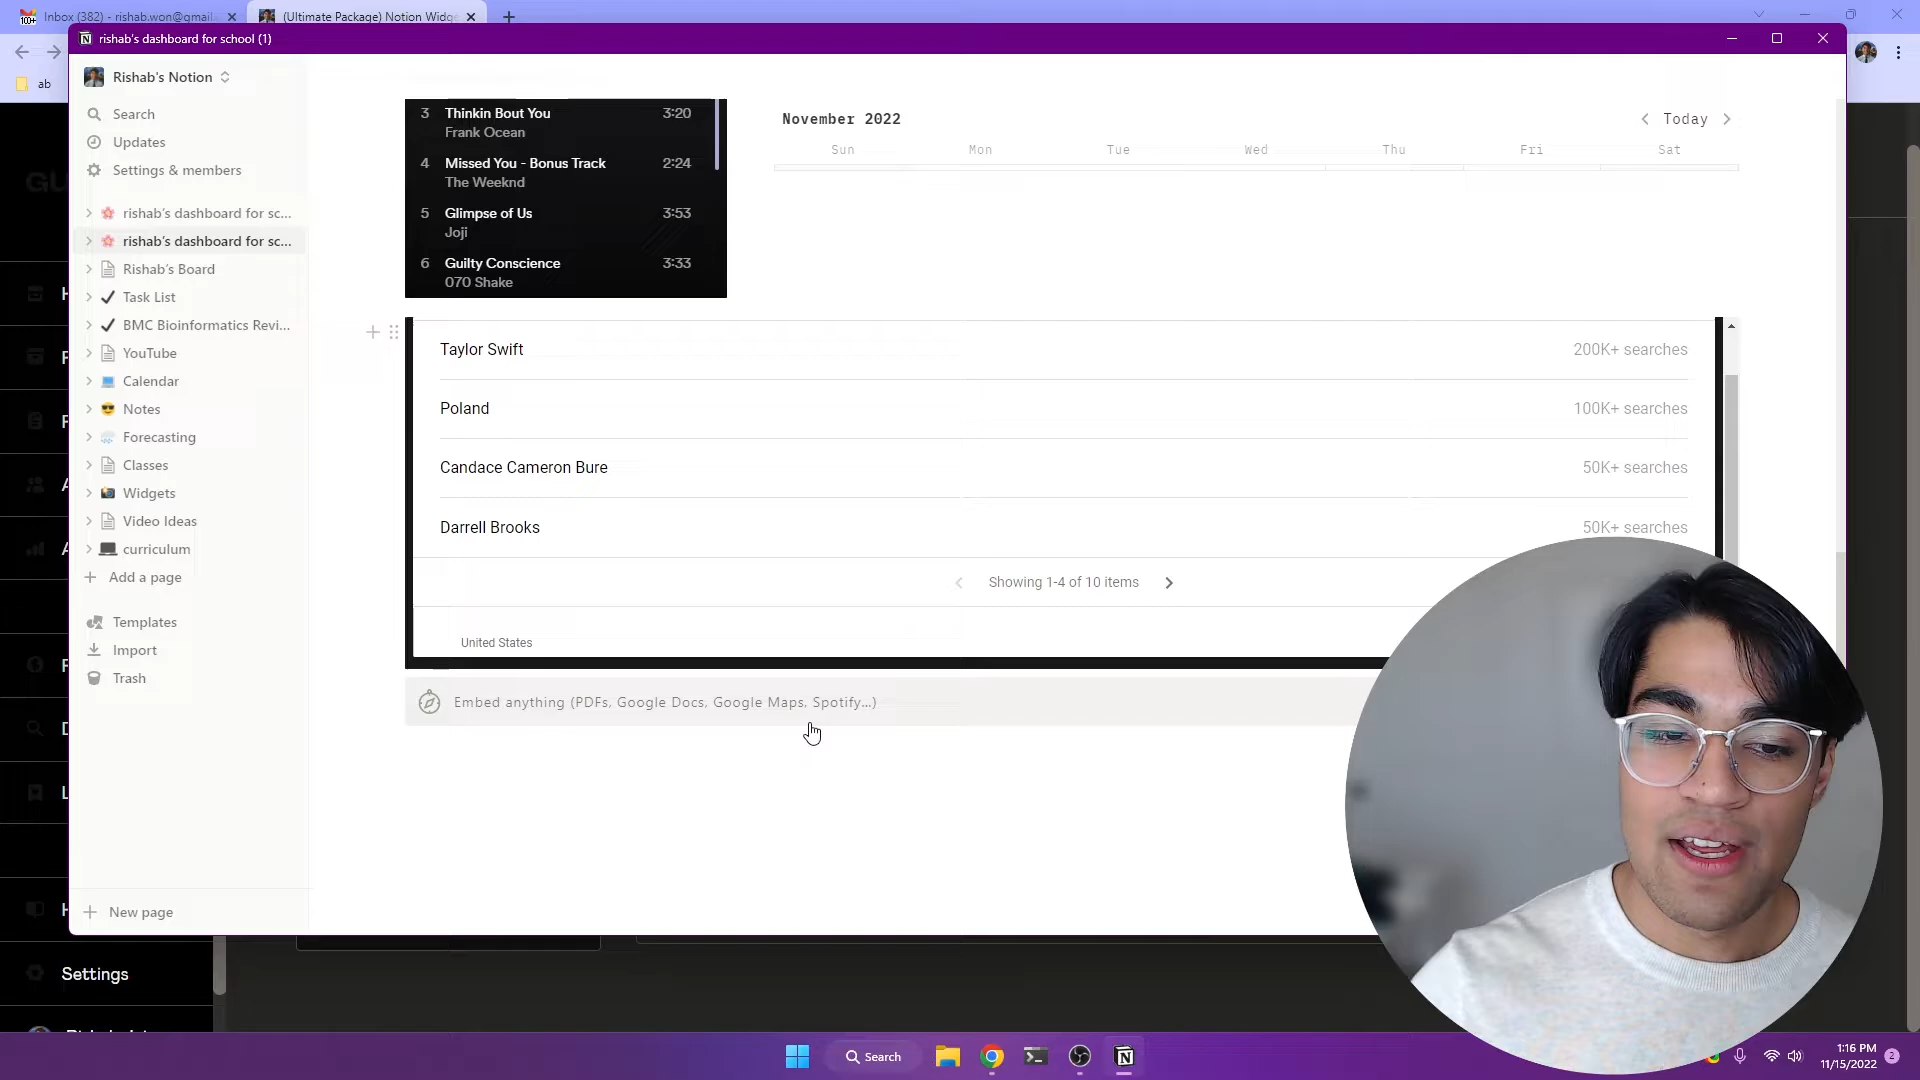 Inbox (382) - rishab.won@gmail.
(Ultimate Package) Notion Widge
100+
ab
rishab's dashboard for school (1)
Rishab's Notion
Search
Updates
Settings & members
rishab's dashboard for sc...
rishab's dashboard for sc...
Rishab's Board
Task List
BMC Bioinformatics Revi...
YouTube
Calendar
Notes
Forecasting
Classes
Widgets
Video Ideas
curriculum
Add a page
Templates
Import
Trash
New page
3 Thinkin Bout You 3:20
Frank Ocean
4 Missed You - Bonus Track 2:24
The Weeknd
5 Glimpse of Us 3:53
Joji
6 Guilty Conscience 3:33
070 Shake
November 2022
Today
Sun Mon Tue Wed Thu Fri Sat
Taylor Swift 200K+ searches
Poland 100K+ searches
Candace Cameron Bure 50K+ searches
Darrell Brooks 50K+ searches
Showing 1-4 of 10 items
United States
Embed anything (PDFs, Google Docs, Google Maps, Spotify...)
Settings
Search
1:16 PM
11/15/2022
2